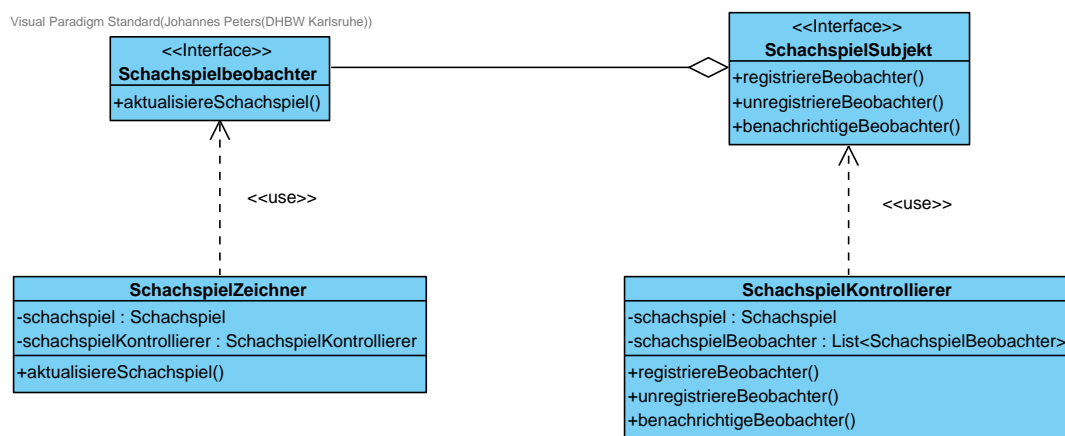 Visual Paradigm Standard(Johannes Peters(DHBW Karlsruhe))
<<Interface>>
Schachspielbeobachter
+aktualisiereSchachspiel()
<<Interface>>
SchachspielSubjekt
+registriereBeobachter()
+unregistriereBeobachter()
+benachrichtigeBeobachter()
<<use>>
<<use>>
SchachspielZeichner
-schachspiel : Schachspiel
-schachspielKontrollierer : SchachspielKontrollierer
+aktualisiereSchachspiel()
SchachspielKontrollierer
-schachspiel : Schachspiel
-schachspielBeobachter : List<SchachspielBeobachter>
+registriereBeobachter()
+unregistriereBeobachter()
+benachrichtigeBeobachter()